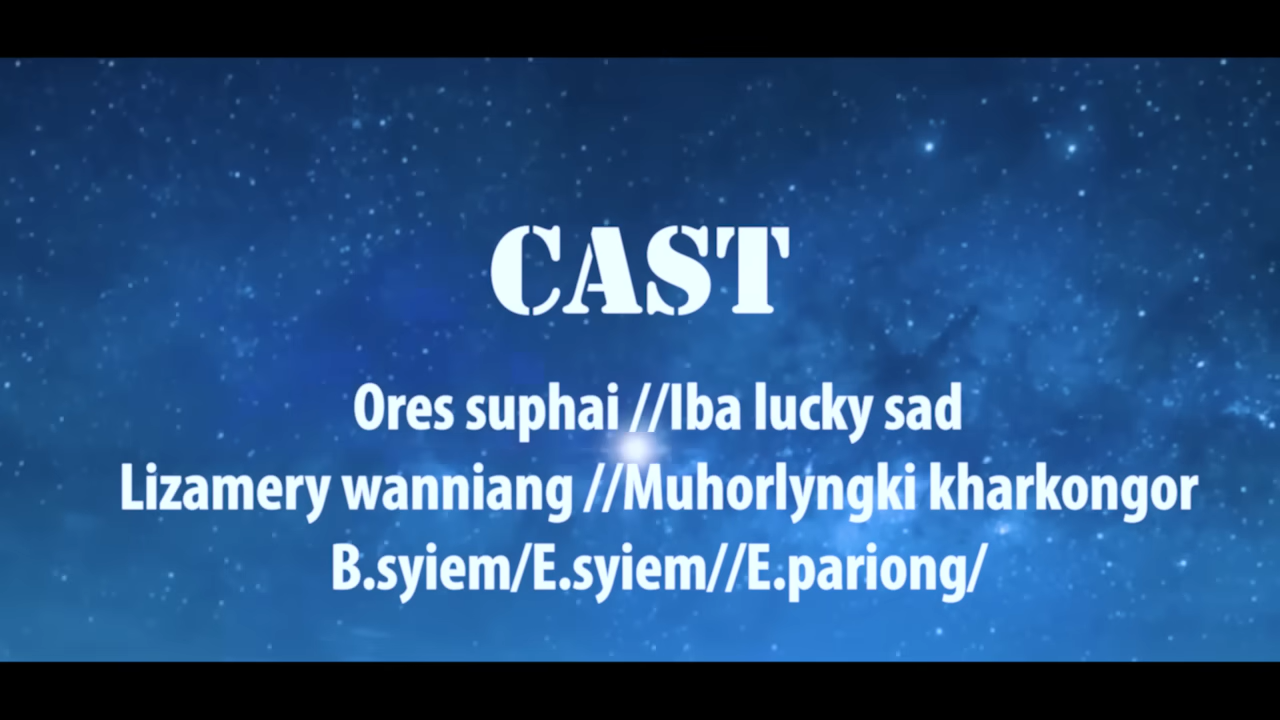 CAST
Ores suphai //Iba lucky sad
Lizamery wanniang //Muhorlyngki kharkongor
B.syiem/E.syiem//E.pariong/